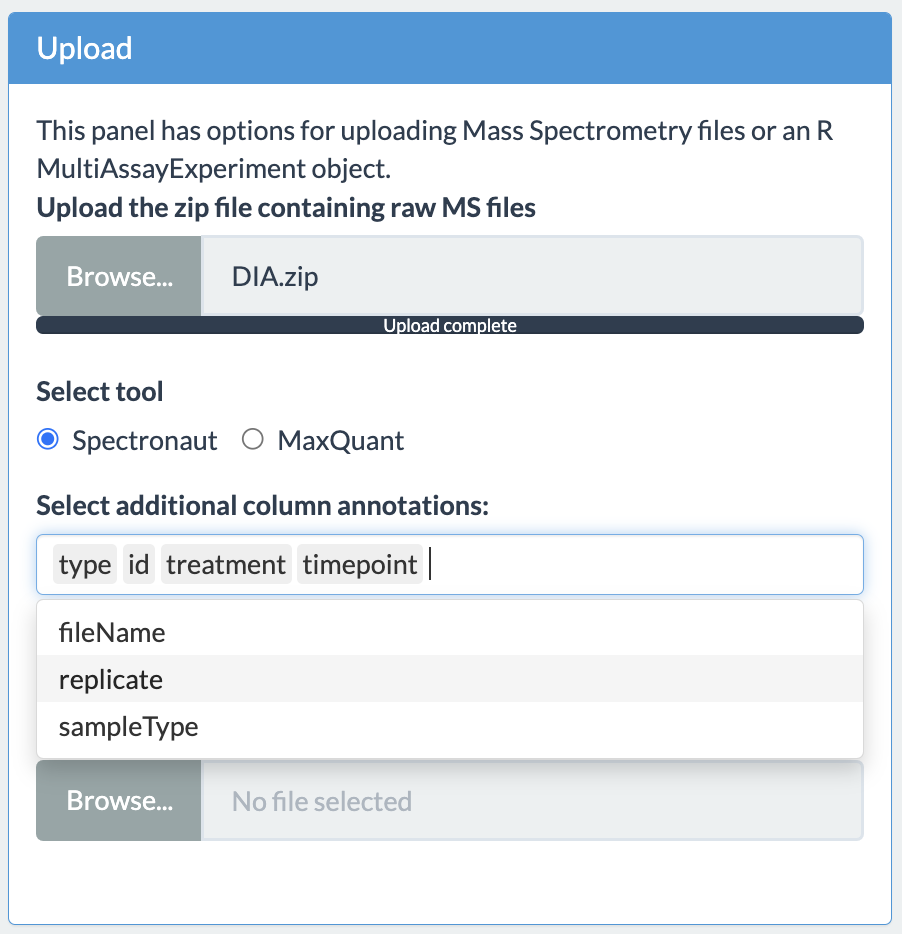 Upload
This panel has options for uploading Mass Spectrometry files or an R
MultiAssayExperiment object.
Upload the zip file containing raw MS files
Browse... DIA.zip
Upload complete
Select tool
Spectronaut MaxQuant
Select additional column annotations:
type id treatment timepoint
fileName
replicate
sampleType
Browse... No file selected